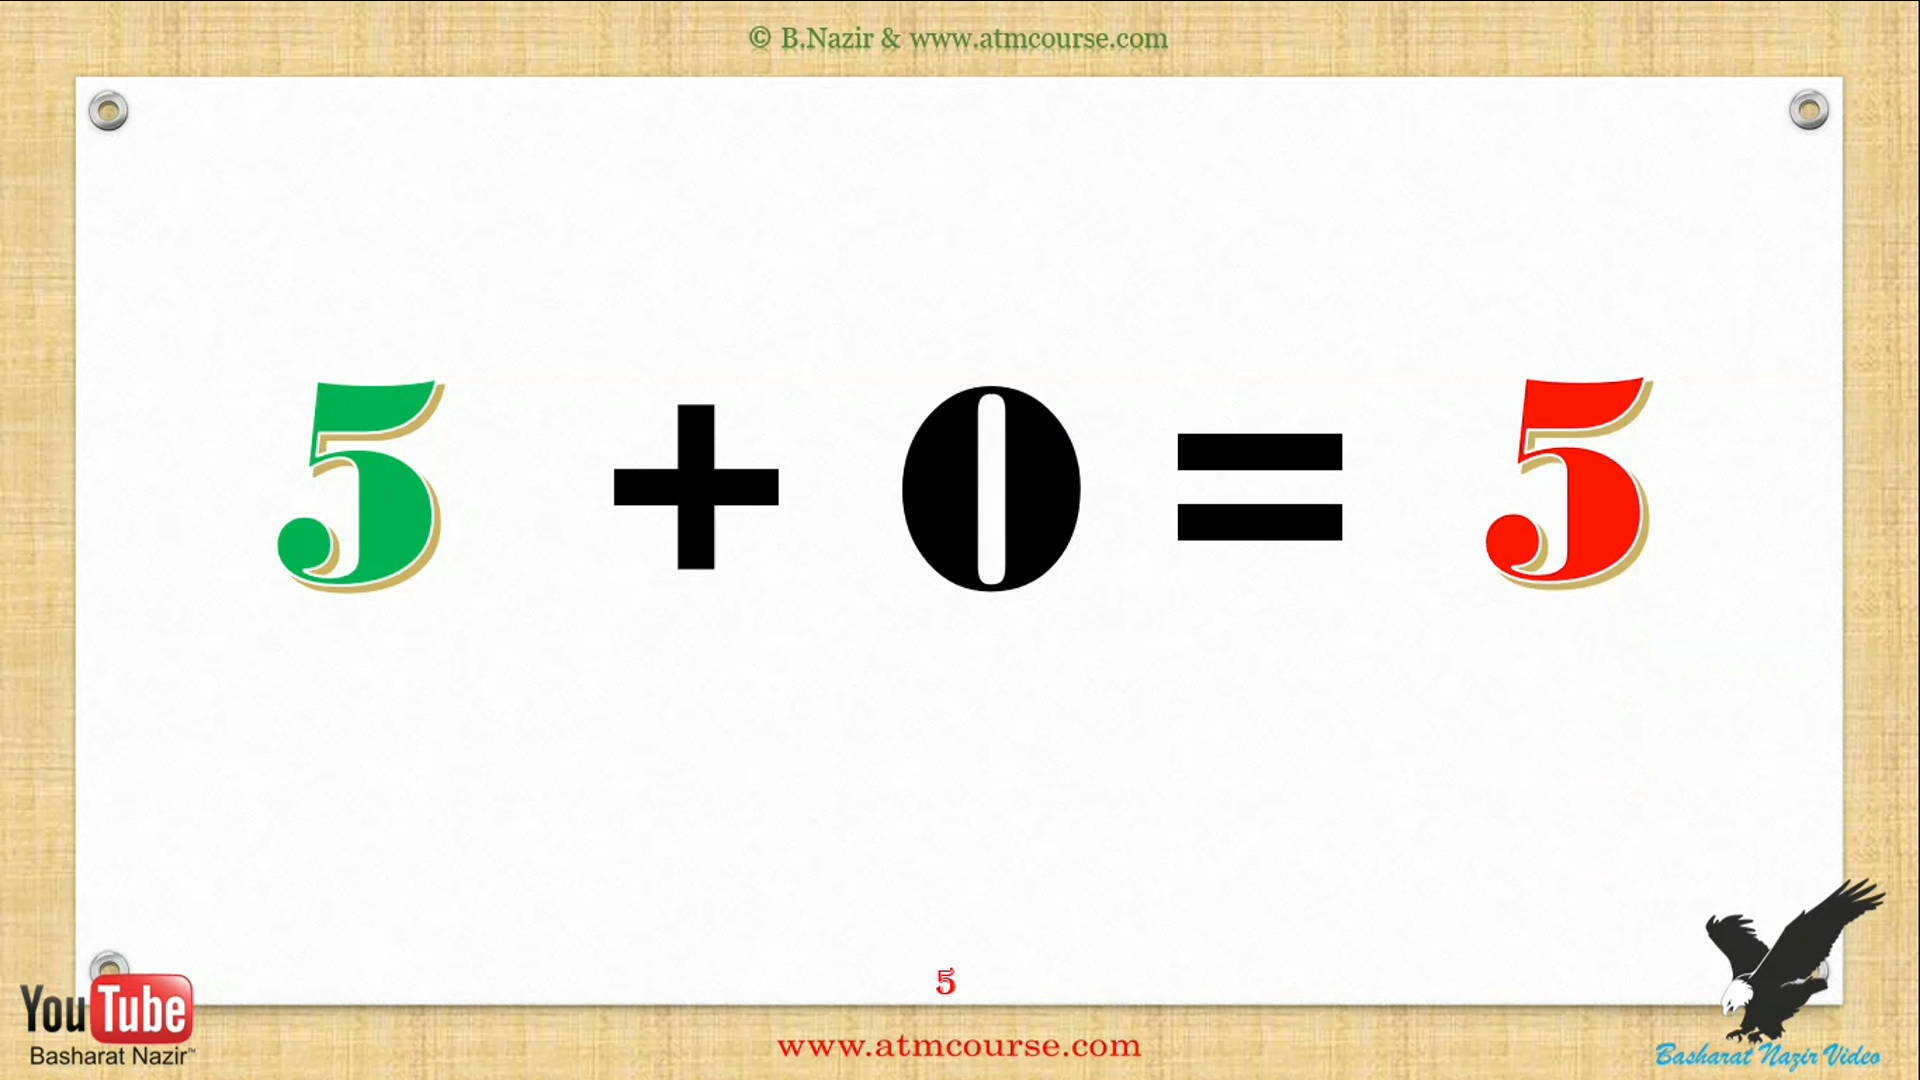 © B.Nazir & www.atmcourse.com
5 + 0 = 5
5
YouTube
Basharat Nazir™
www.atmcourse.com
Basharat Nazir Video